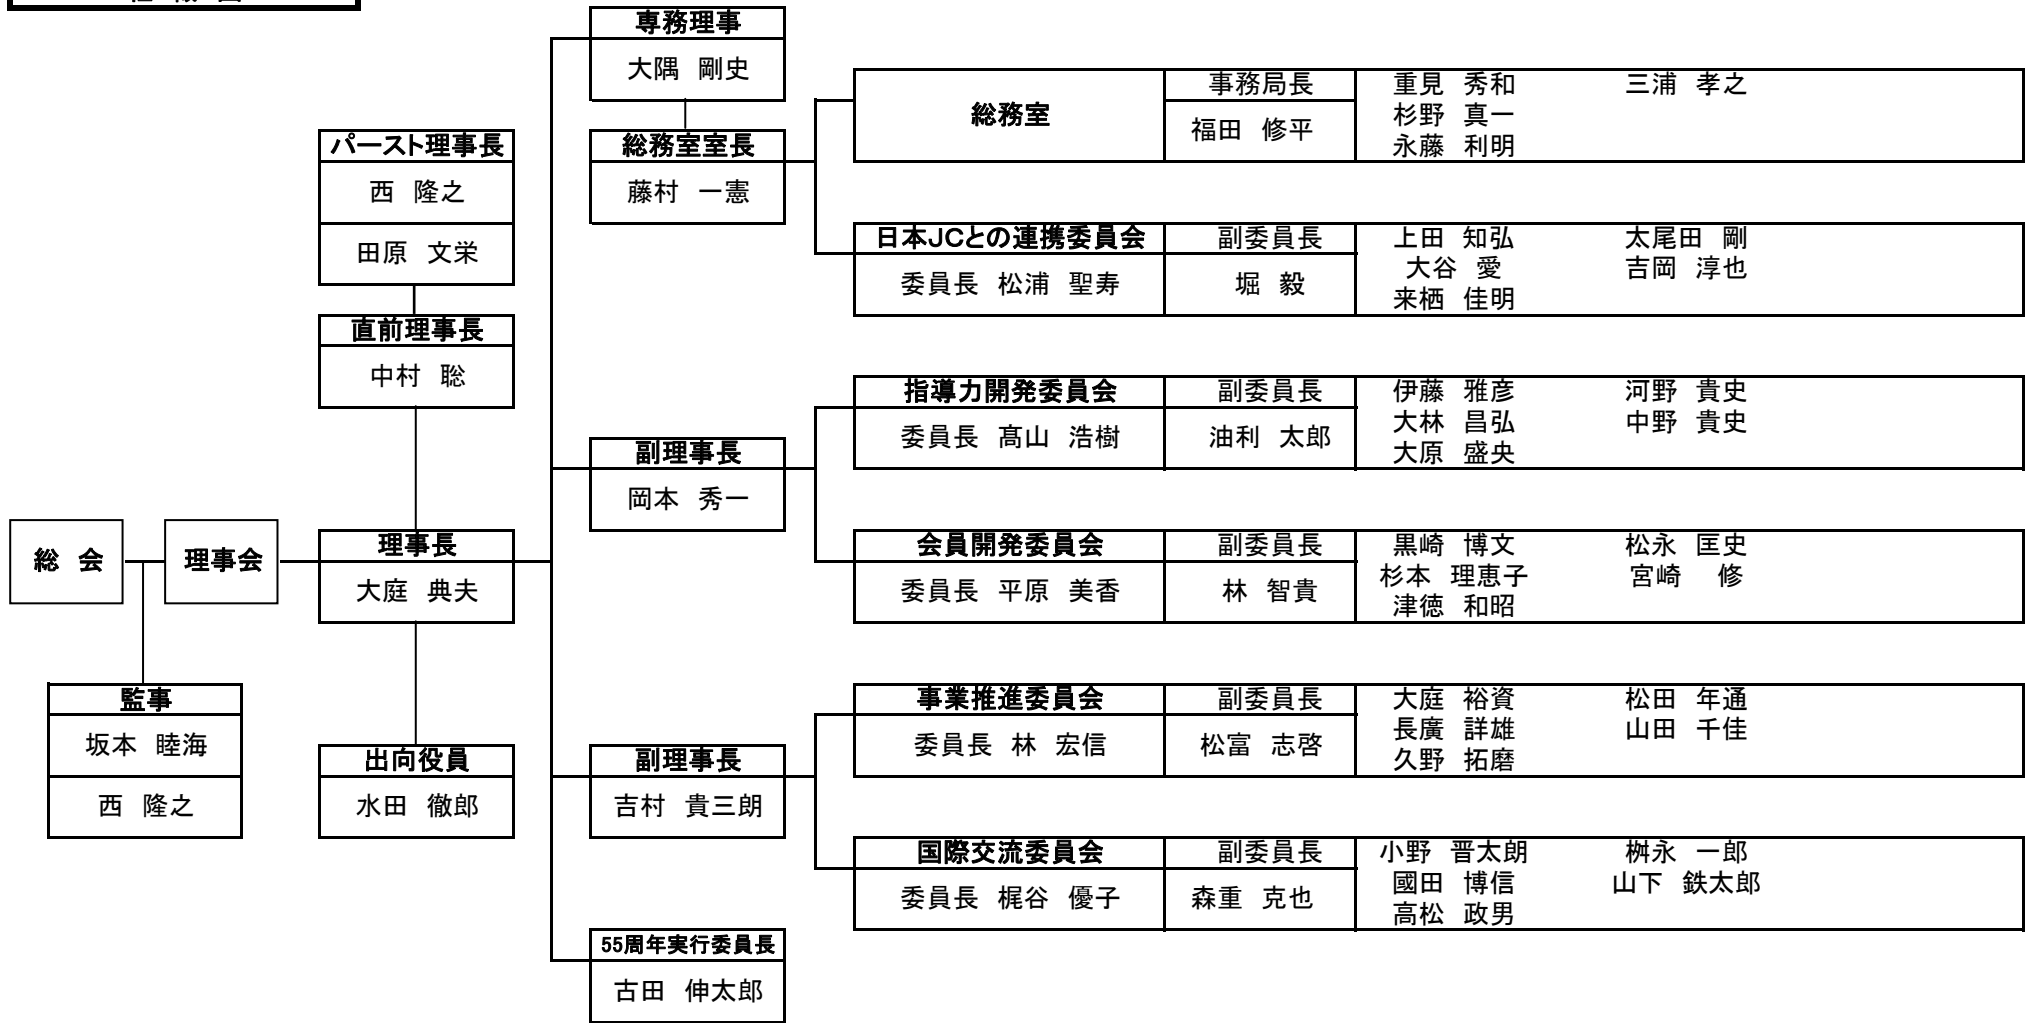 専務理事
大隅 剛史
総務室室長
藤村 一憲
パースト理事長
西 隆之
田原 文栄
直前理事長
中村 聡
総 会
理事会
理事長
大庭 典夫
監事
坂本 睦海
西 隆之
出向役員
水田 徹郎
副理事長
岡本 秀一
副理事長
吉村 貴三朗
55周年実行委員長
古田 伸太郎
総務室
事務局長
福田 修平
重見 秀和 三浦 孝之
杉野 真一
永藤 利明
日本JCとの連携委員会
委員長 松浦 聖寿
副委員長
堀 毅
上田 知弘 太尾田 剛
大谷 愛 吉岡 淳也
来栖 佳明
指導力開発委員会
委員長 髙山 浩樹
副委員長
油利 太郎
伊藤 雅彦 河野 貴史
大林 昌弘 中野 貴史
大原 盛央
会員開発委員会
委員長 平原 美香
副委員長
林 智貴
黒崎 博文 松永 匡史
杉本 理恵子 宮崎 修
津徳 和昭
事業推進委員会
委員長 林 宏信
副委員長
松富 志啓
大庭 裕資 松田 年通
長廣 詳雄 山田 千佳
久野 拓磨
国際交流委員会
委員長 梶谷 優子
副委員長
森重 克也
小野 晋太朗 桝永 一郎
國田 博信 山下 鉄太郎
高松 政男